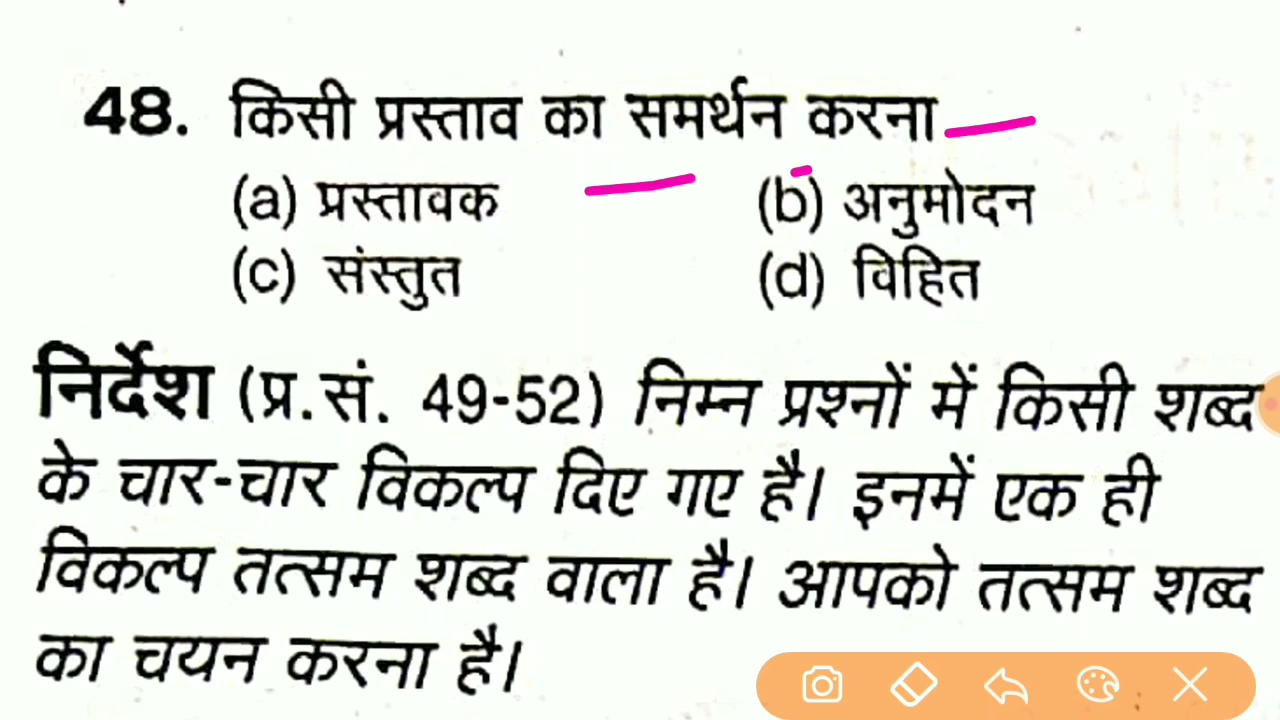 48. किसी प्रस्ताव का समर्थन करना
(a) प्रस्तावक (b) अनुमोदन
(c) संस्तुत (d) विहित
निर्देश (प्र.सं. 49-52) निम्न प्रश्नों में किसी शब्द
के चार-चार विकल्प दिए गए है। इनमें एक ही
विकल्प तत्सम शब्द वाला है। आपको तत्सम शब्द
का चयन करना है।